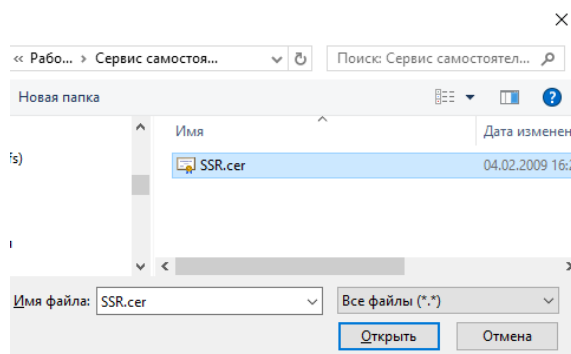 « Рабо... › Сервис самостоя...
Поиск: Сервис самостоятел...
Новая папка
fs)
Имя
Дата изменен
SSR.cer
04.02.2009 16:
Имя файла: SSR.cer
Все файлы (*.*)
Открыть
Отмена